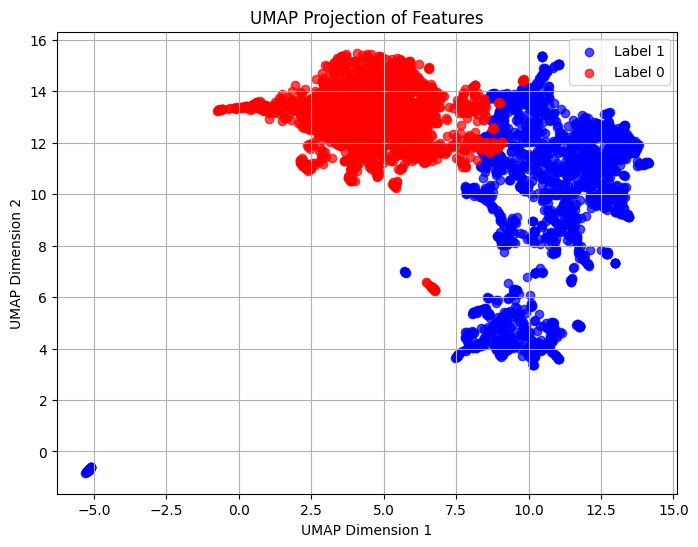 UMAP Projection of Features
Label 1
Label 0
UMAP Dimension 2
16
14
12
10
8
6
4
2
0
-5.0 -2.5 0.0 2.5 5.0 7.5 10.0 12.5 15.0
UMAP Dimension 1